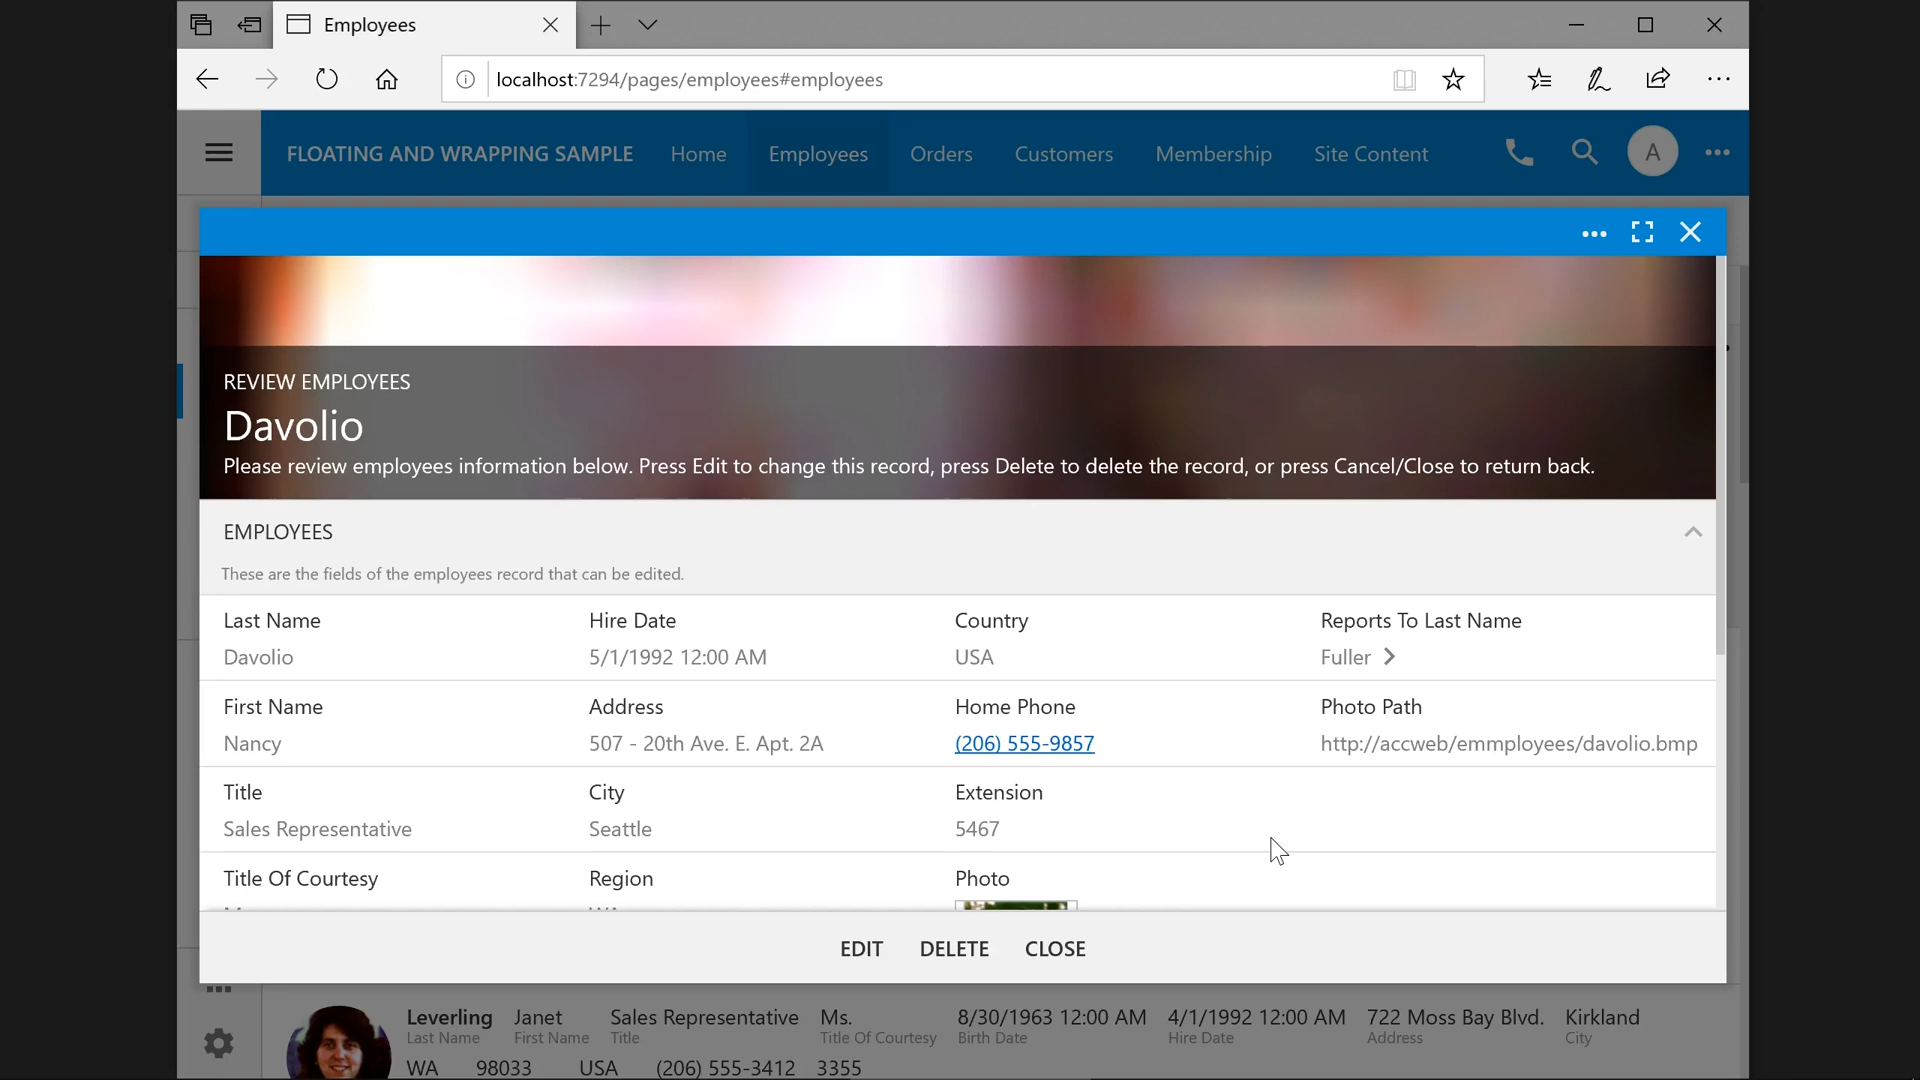 Employees
localhost:7294/pages/employees#employees
FLOATING AND WRAPPING SAMPLE Home Employees Orders Customers Membership Site Content A
REVIEW EMPLOYEES
Davolio
Please review employees information below. Press Edit to change this record, press Delete to delete the record, or press Cancel/Close to return back.
EMPLOYEES
These are the fields of the employees record that can be edited.
Last Name Hire Date Country Reports To Last Name
Davolio 5/1/1992 12:00 AM USA Fuller
First Name Address Home Phone Photo Path
Nancy 507 - 20th Ave. E. Apt. 2A (206) 555-9857 http://accweb/emmployees/davolio.bmp
Title City Extension
Sales Representative Seattle 5467
Title Of Courtesy Region Photo
EDIT DELETE CLOSE
Leverling Janet Sales Representative Ms. 8/30/1963 12:00 AM 4/1/1992 12:00 AM 722 Moss Bay Blvd. Kirkland
Last Name First Name Title Title Of Courtesy Birth Date Hire Date Address City
WA 98033 USA (206) 555-3412 3355